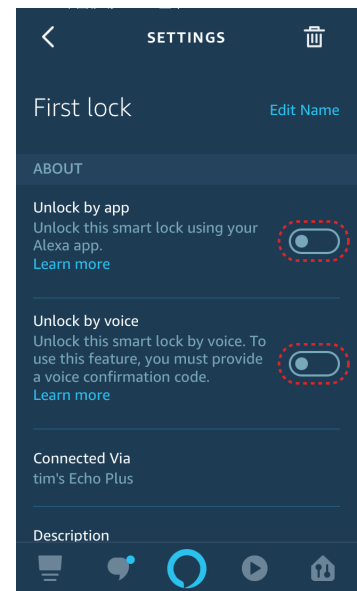 SETTINGS
First lock
Edit Name
ABOUT
Unlock by app
Unlock this smart lock using your
Alexa app.
Learn more
Unlock by voice
Unlock this smart lock by voice. To
use this feature, you must provide
a voice confirmation code.
Learn more
Connected Via
tim's Echo Plus
Description